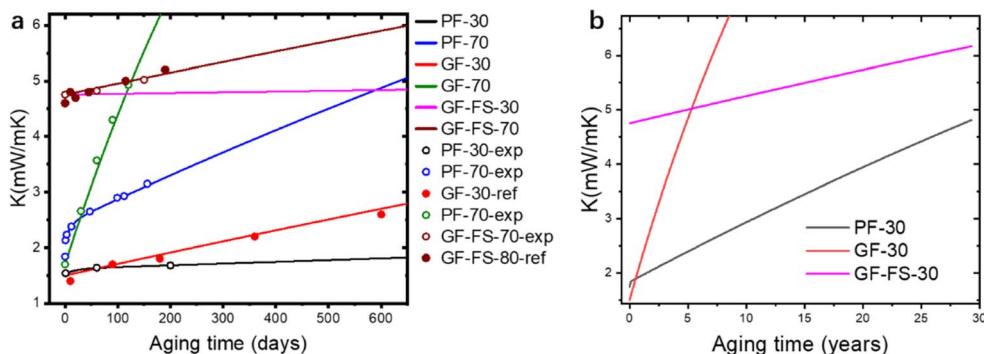 a
K(mW/mK)
6
5
4
3
2
1
0 100 200 300 400 500 600
Aging time (days)
PF-30
PF-70
GF-30
GF-70
GF-FS-30
GF-FS-70
PF-30-exp
PF-70-exp
GF-30-ref
PF-70-exp
GF-FS-70-exp
GF-FS-80-ref
b
K(mW/mK)
6
4
2
0 5 10 15 20 25 30
Aging time (years)
PF-30
GF-30
GF-FS-30